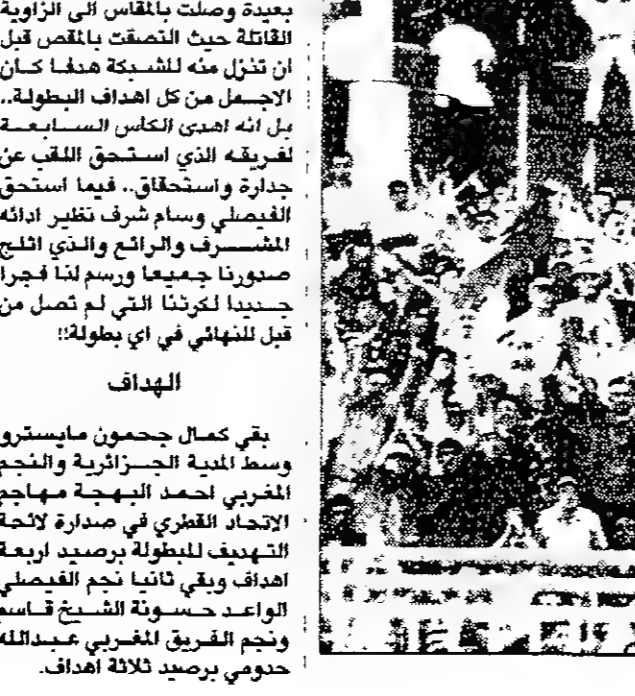 بعيدة وصلت بالمقاس الى الزاوية
القاتلة حيث التصقت بالمقص قبل
ان تنزل منه للشبكة هدفا كان
الاجمل من كل اهداف البطولة..
بل انه اهدى الكأس السابعة
لفريقه الذي استحق اللقب عن
جدارة واستحقاق.. فيما استحق
الفيصلي وسام شرف نظير ادائه
المشرف والرائع والذي اثلج
صدورنا جميعا ورسم لنا فجرا
جديدا لكرتنا التي لم تصل من
قبل للنهائي في اي بطولة!!
الهداف
بقي كمال جحمون مايسترو
وسط المدية الجزائرية والنجم
المغربي احمد البهجة مهاجم
الاتحاد القطري في صدارة لائحة
التهديف للبطولة برصيد اربعة
اهداف وبقي ثانيا نجم الفيصلي
الواعد حسونة الشيخ قاسم
ونجم الفريق المغربي عبدالله
حدومي برصيد ثلاثة اهداف.